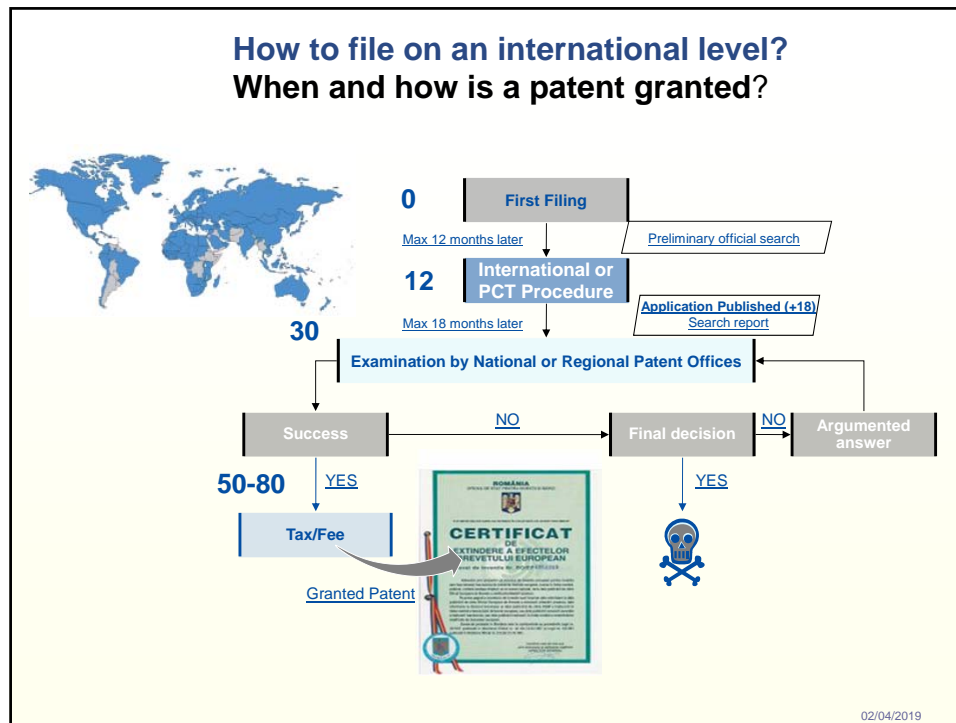 How to file on an international level?
When and how is a patent granted?
0
First Filing
Max 12 months later
Preliminary official search
12
International or
PCT Procedure
Application Published (+18)
Search report
Max 18 months later
30
Examination by National or Regional Patent Offices
Success
NO
Final decision
NO
Argumented
answer
50-80
YES
YES
Tax/Fee
Granted Patent
ROMÂNIA
CERTIFICAT
DE
EXTINDERE A EFECTELOR
BREVETULUI EUROPEAN
02/04/2019